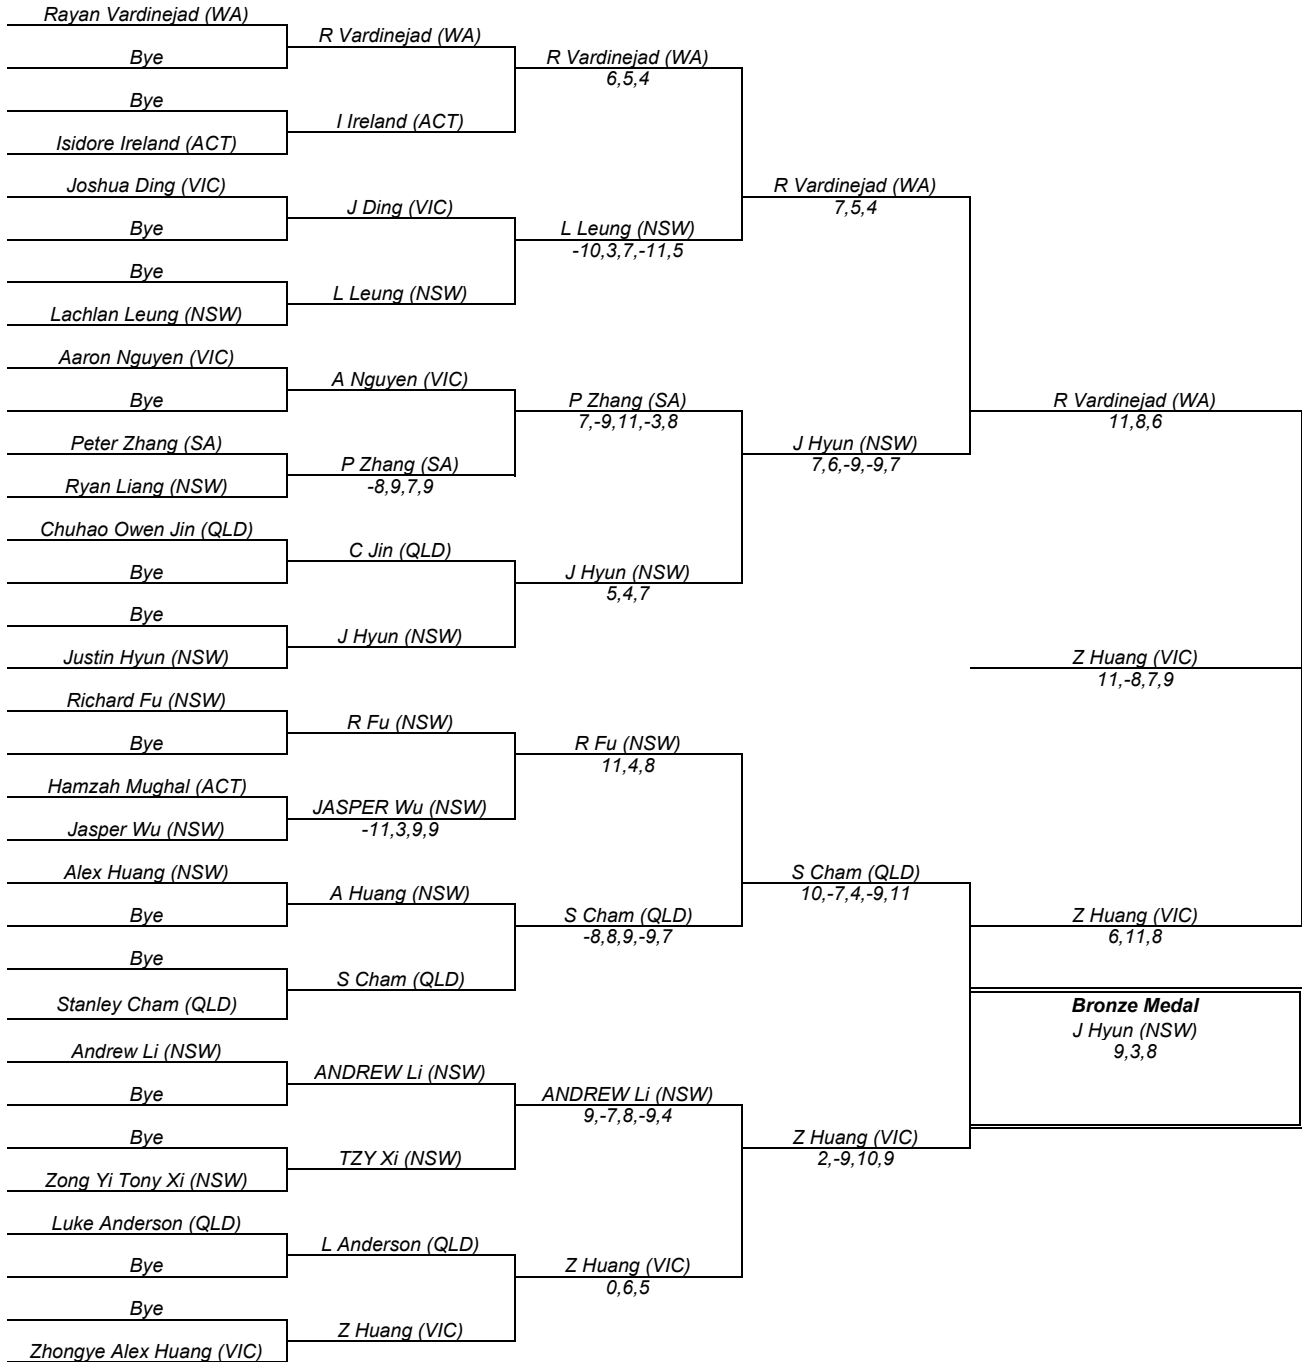 Rayan Vardinejad (WA)
Bye
Bye
Isidore Ireland (ACT)
Joshua Ding (VIC)
Bye
Bye
Lachlan Leung (NSW)
Aaron Nguyen (VIC)
Bye
Peter Zhang (SA)
Ryan Liang (NSW)
Chuhao Owen Jin (QLD)
Bye
Bye
Justin Hyun (NSW)
Richard Fu (NSW)
Bye
Hamzah Mughal (ACT)
Jasper Wu (NSW)
Alex Huang (NSW)
Bye
Bye
Stanley Cham (QLD)
Andrew Li (NSW)
Bye
Bye
Zong Yi Tony Xi (NSW)
Luke Anderson (QLD)
Bye
Bye
Zhongye Alex Huang (VIC)
R Vardinejad (WA)
I Ireland (ACT)
J Ding (VIC)
L Leung (NSW)
A Nguyen (VIC)
P Zhang (SA)
-8,9,7,9
C Jin (QLD)
J Hyun (NSW)
R Fu (NSW)
JASPER Wu (NSW)
-11,3,9,9
A Huang (NSW)
S Cham (QLD)
ANDREW Li (NSW)
TZY Xi (NSW)
L Anderson (QLD)
Z Huang (VIC)
R Vardinejad (WA)
6,5,4
L Leung (NSW)
-10,3,7,-11,5
P Zhang (SA)
7,-9,11,-3,8
J Hyun (NSW)
5,4,7
R Fu (NSW)
11,4,8
S Cham (QLD)
-8,8,9,-9,7
ANDREW Li (NSW)
9,-7,8,-9,4
Z Huang (VIC)
0,6,5
R Vardinejad (WA)
7,5,4
J Hyun (NSW)
7,6,-9,-9,7
S Cham (QLD)
10,-7,4,-9,11
Z Huang (VIC)
2,-9,10,9
R Vardinejad (WA)
11,8,6
Z Huang (VIC)
11,-8,7,9
Z Huang (VIC)
6,11,8
Bronze Medal
J Hyun (NSW)
9,3,8